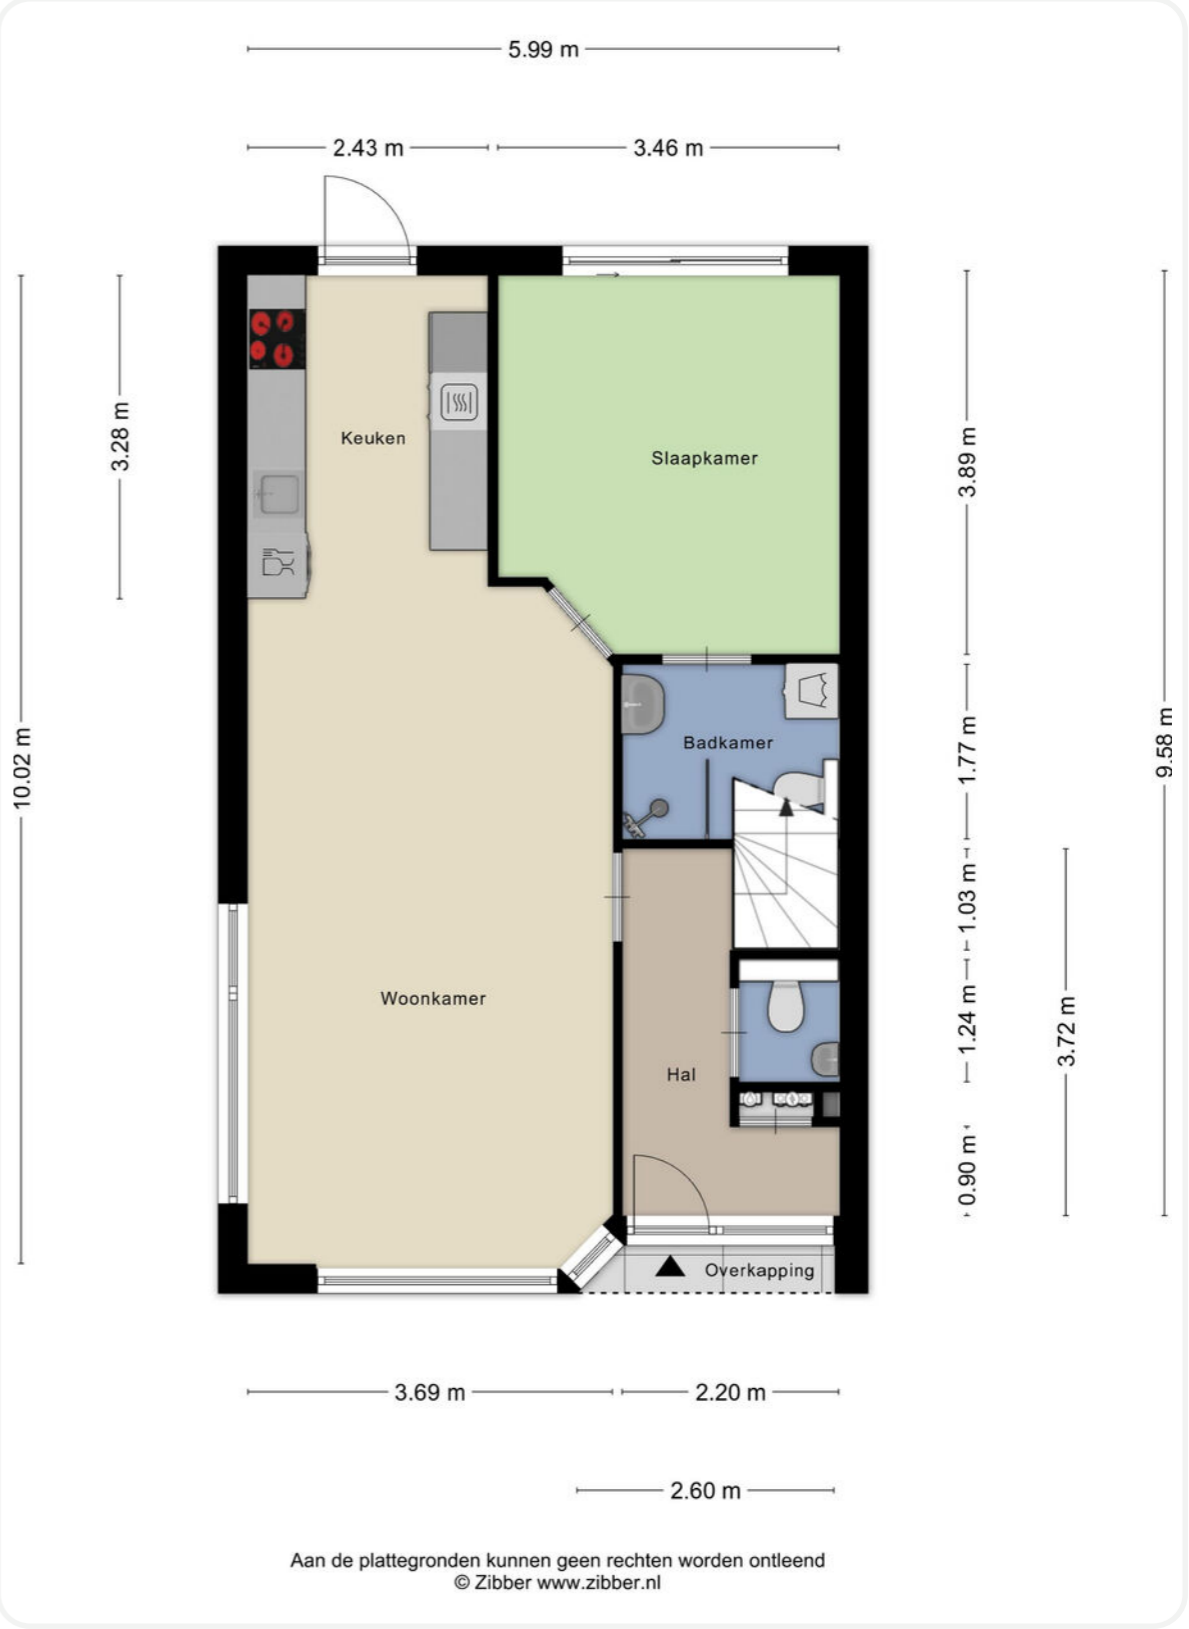 5.99 m
2.43 m
3.46 m
3.28 m
Keuken
Slaapkamer
3.89 m
10.02 m
Badkamer
1.77 m
9.58 m
1.03 m
Woonkamer
1.24 m
3.72 m
Hal
0.90 m
Overkapping
3.69 m
2.20 m
2.60 m
Aan de plattegronden kunnen geen rechten worden ontleend
© Zibber www.zibber.nl